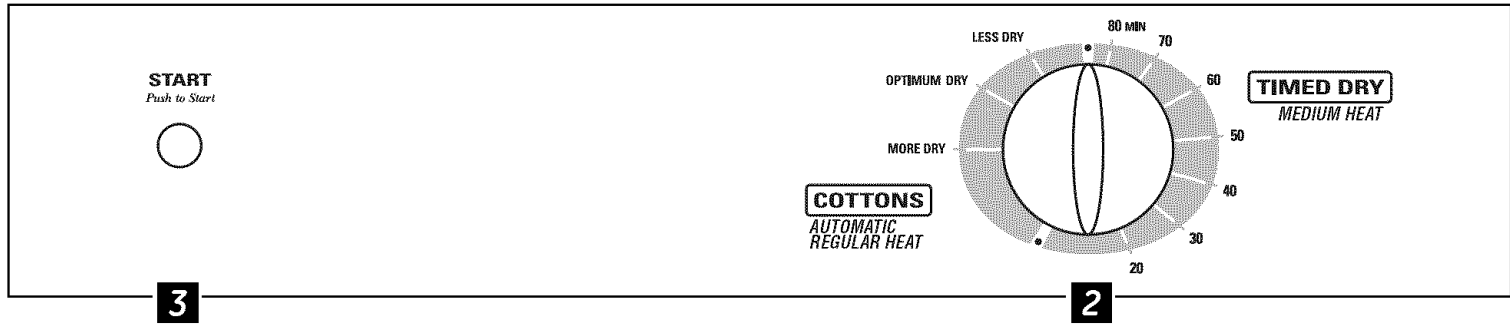 START
Push to Start
LESS DRY
OPTIMUM DRY
MORE DRY
COTTONS
AUTOMATIC
REGULAR HEAT
80 MIN
70
60
50
40
30
20
TIMED DRY
MEDIUM HEAT
3
2